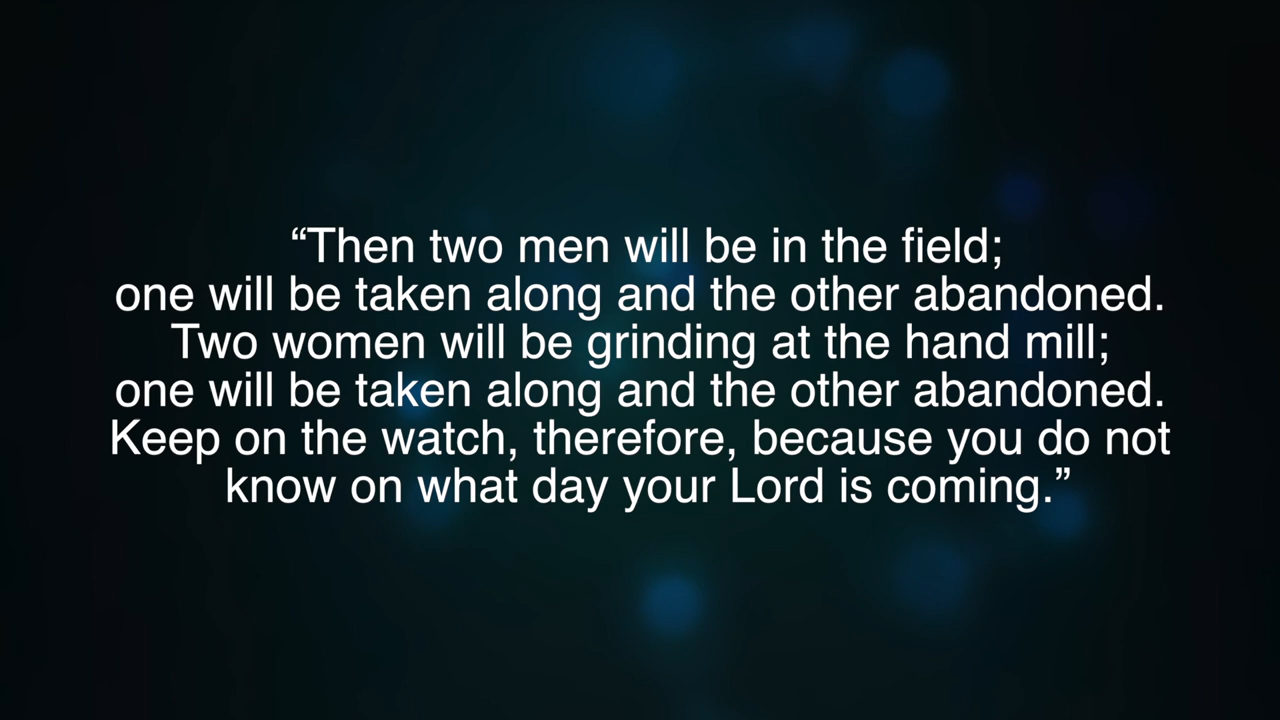 “Then two men will be in the field;
one will be taken along and the other abandoned.
Two women will be grinding at the hand mill;
one will be taken along and the other abandoned.
Keep on the watch, therefore, because you do not
know on what day your Lord is coming.”